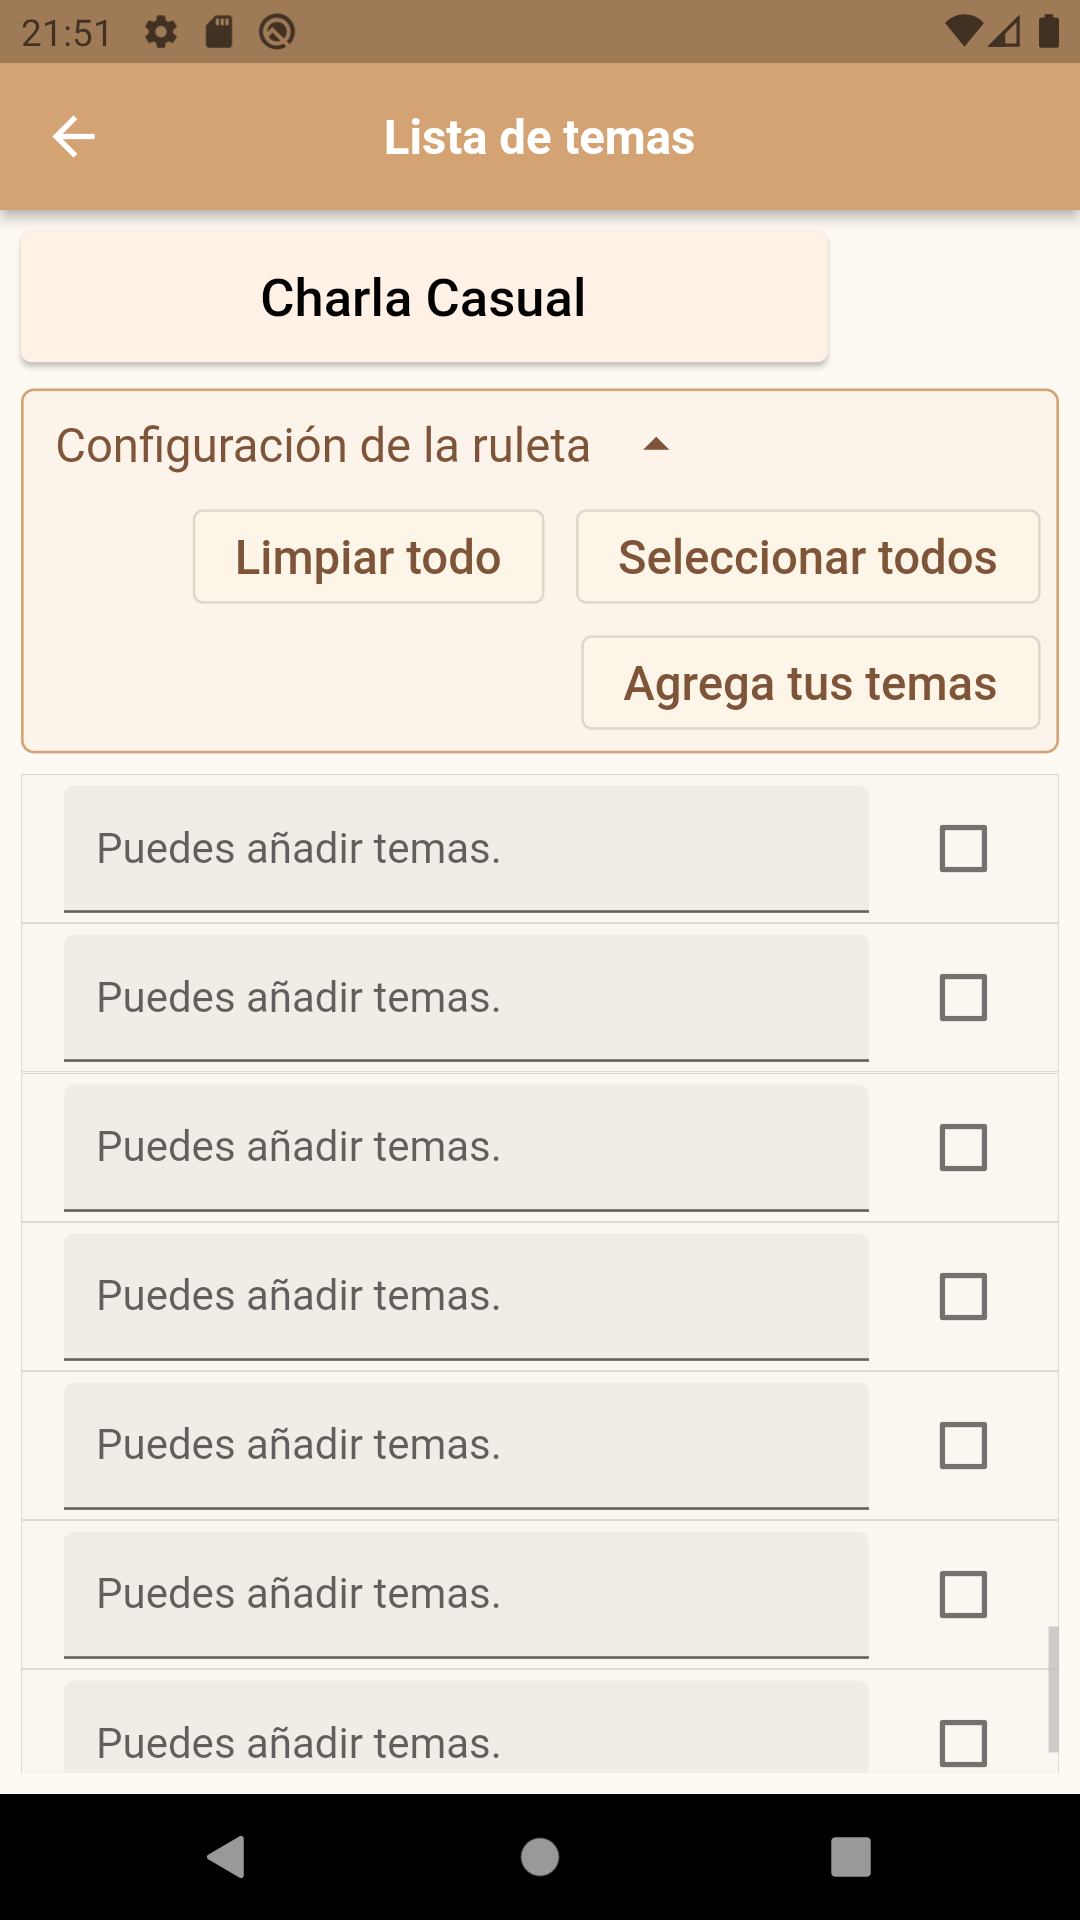 21:51
Lista de temas
Charla Casual
Configuración de la ruleta
Limpiar todo Seleccionar todos
Agrega tus temas
Puedes añadir temas.
Puedes añadir temas.
Puedes añadir temas.
Puedes añadir temas.
Puedes añadir temas.
Puedes añadir temas.
Puedes añadir temas.